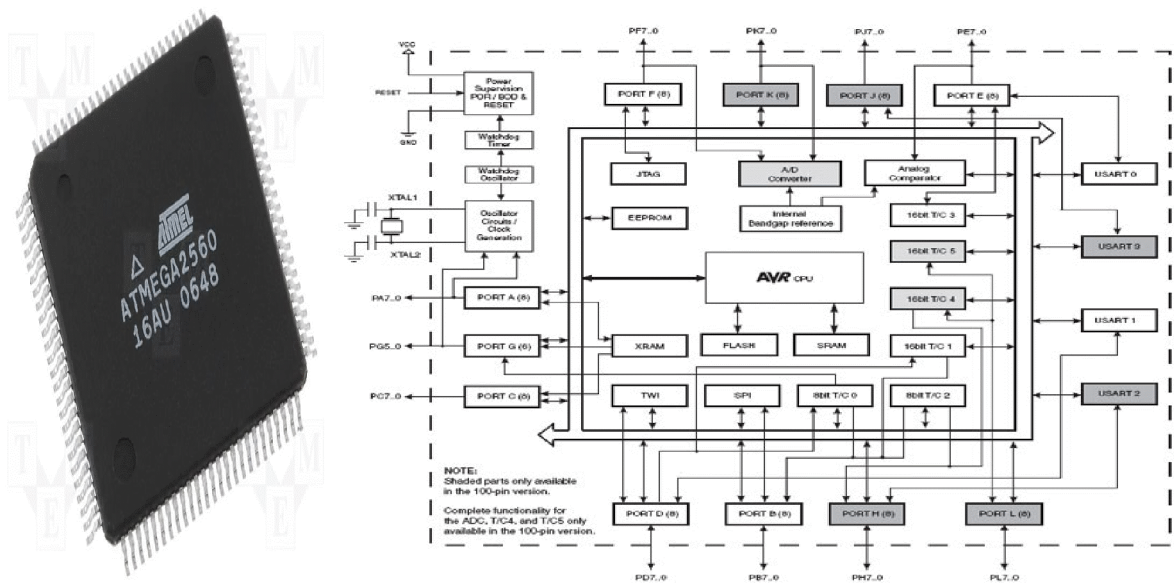 ATMEL
ATMEGA2560
16AU 0648
T M
E
T M
E
T M
E
T M
E
PF7..0
PK7..0
PJ7..0
PE7..0
VCC
RESET
GND
Power
Supervision
POR / BOD &
RESET
Watchdog
Timer
Watchdog
Oscillator
XTAL1
XTAL2
Oscillator
Circuits /
Clock
Generation
PORT F (8)
PORT K (8)
PORT J (8)
PORT E (8)
JTAG
A/D
Converter
Analog
Comparator
USART 0
EEPROM
Internal
Bandgap reference
16bit T/C 3
USART 3
16bit T/C 5
AVR CPU
16bit T/C 4
USART 1
PA7..0
PORT A (8)
PG5..0
PORT G (6)
XRAM
FLASH
SRAM
16bit T/C 1
PC7..0
PORT C (8)
TWI
SPI
8bit T/C 0
8bit T/C 2
USART 2
NOTE:
Shaded parts only available
in the 100-pin version.
Complete functionality for
the ADC, T/C4, and T/C5 only
available in the 100-pin version.
PORT D (8)
PORT B (8)
PORT H (8)
PORT L (8)
PD7..0
PB7..0
PH7..0
PL7..0